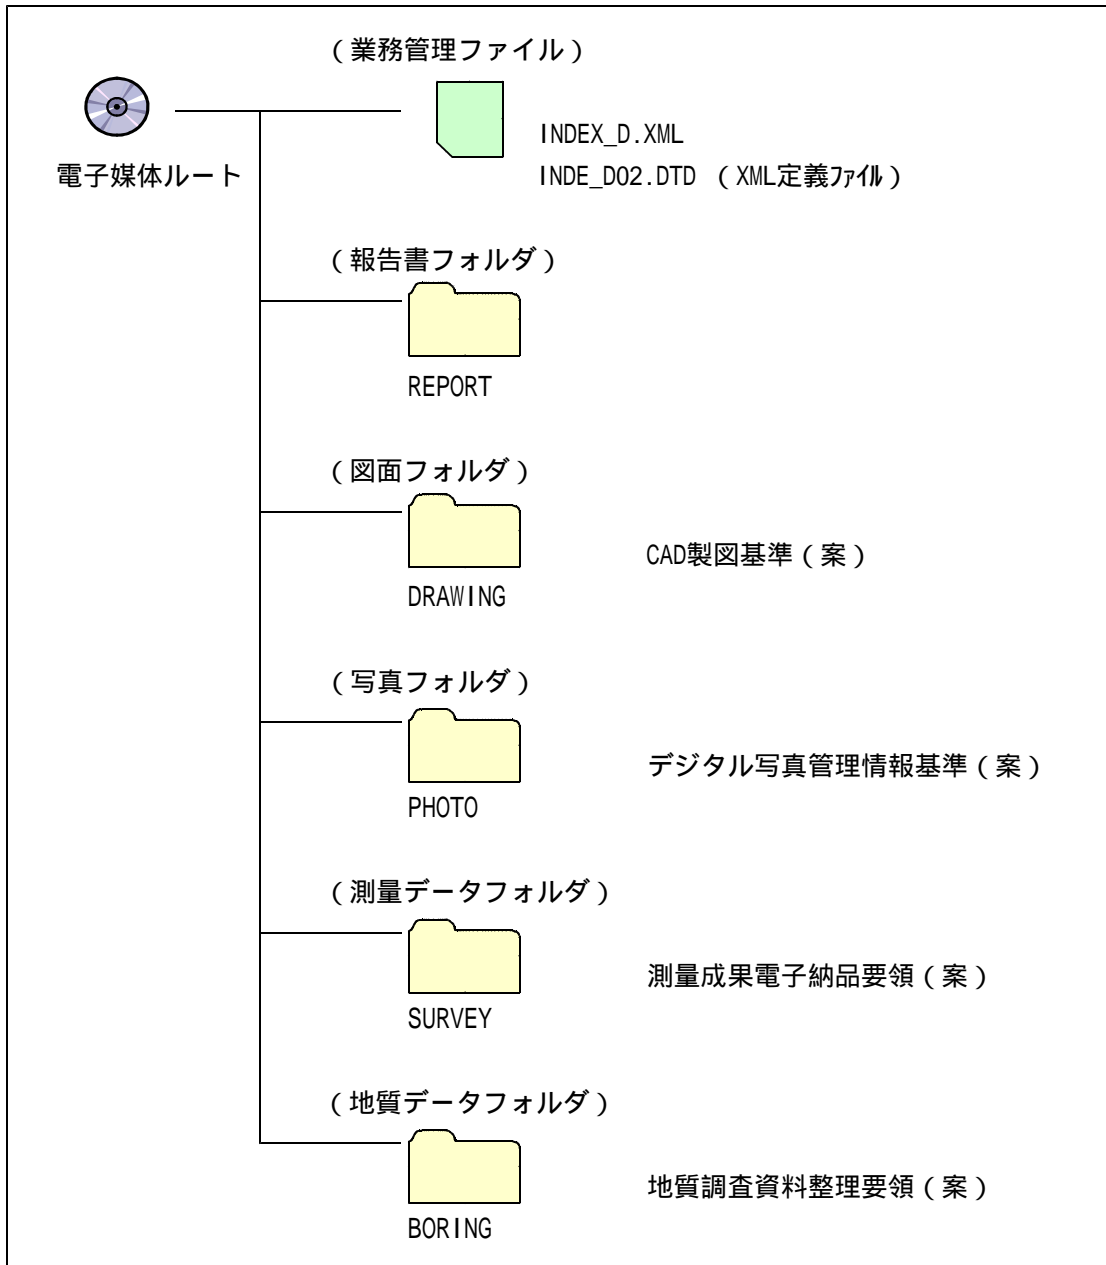 （業務管理ファイル）
電子媒体ルート
INDEX_D.XML
INDE_D02.DTD （XML定義ﾌｧｲﾙ）
（報告書フォルダ）
REPORT
（図面フォルダ）
DRAWING
CAD製図基準（案）
（写真フォルダ）
PHOTO
デジタル写真管理情報基準（案）
（測量データフォルダ）
SURVEY
測量成果電子納品要領（案）
（地質データフォルダ）
BORING
地質調査資料整理要領（案）